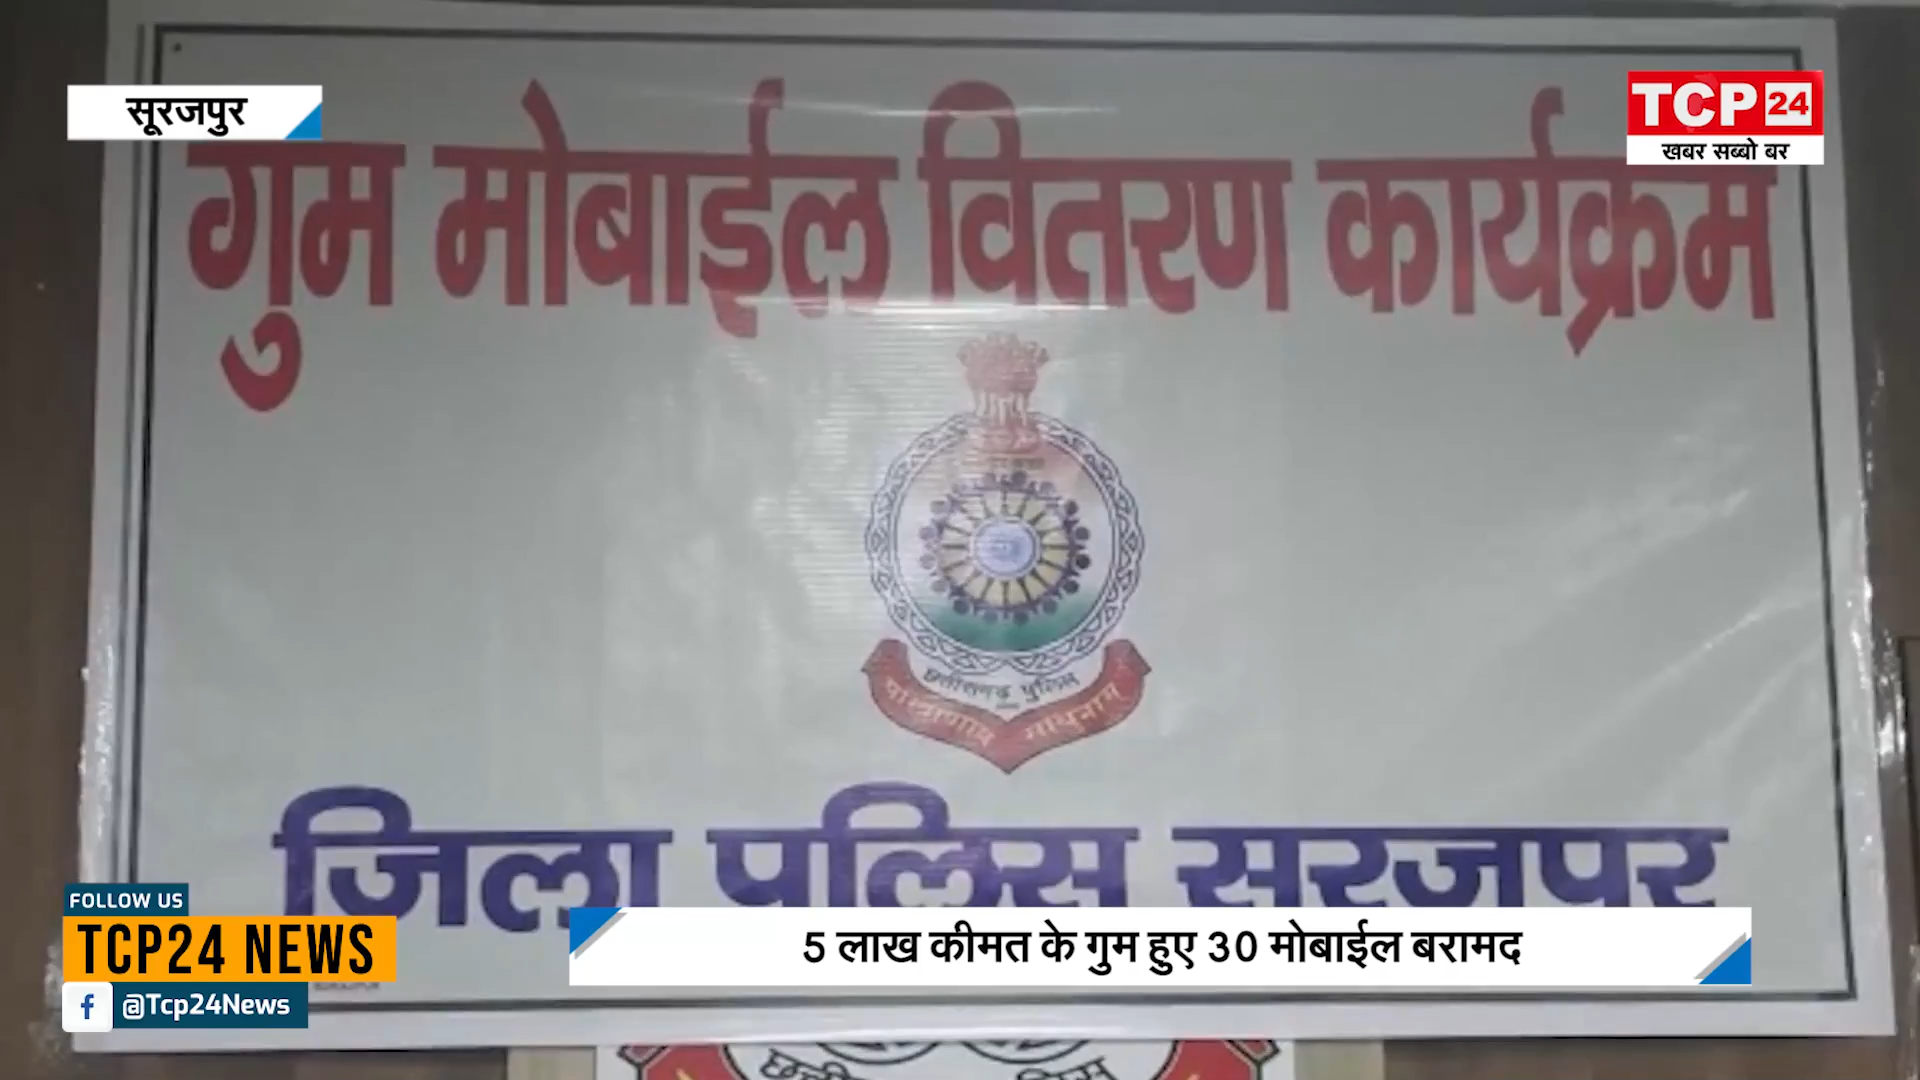 सूरजपुर
TCP 24
खबर सब्बो बर
गुम मोबाईल वितरण कार्यक्रम
छत्तीसगढ़ पुलिस
परित्राणाय साधुनाम्
जिला पुलिस सूरजपुर
FOLLOW US
TCP24 NEWS
@Tcp24News
5 लाख कीमत के गुम हुए 30 मोबाईल बरामद